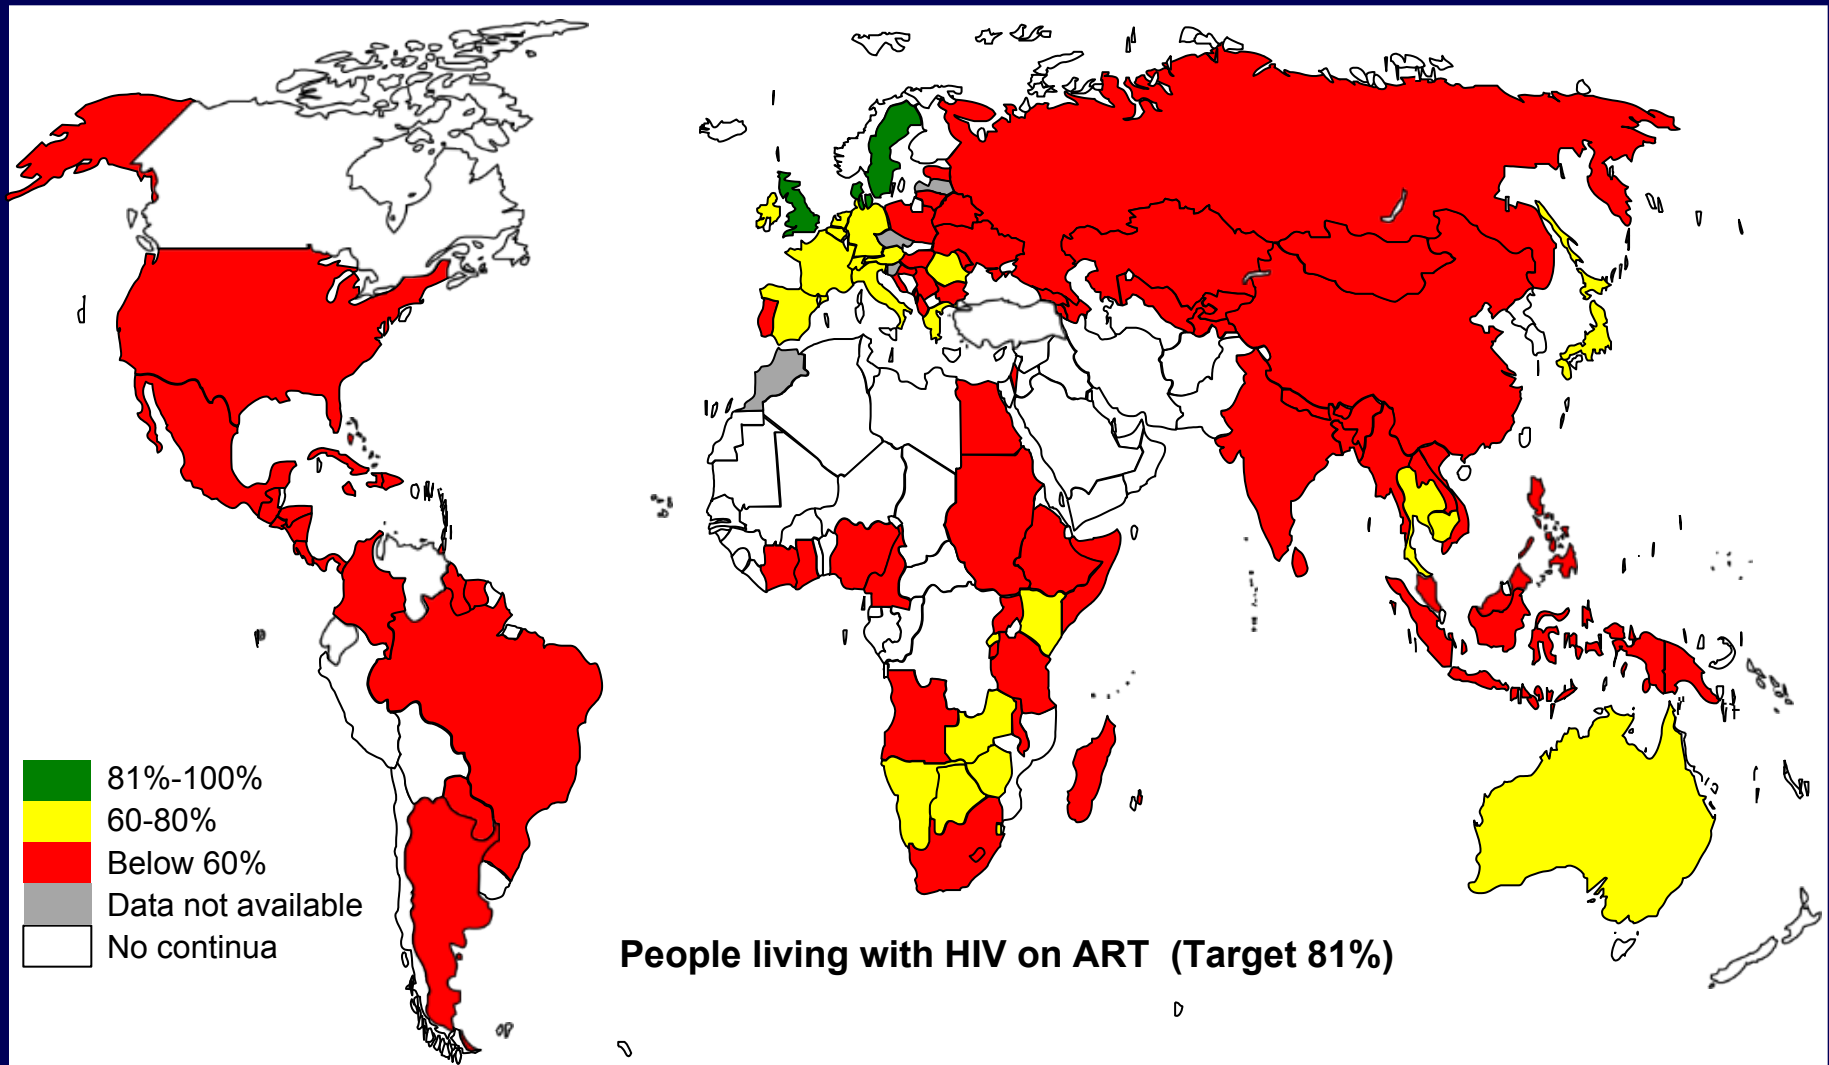 81%-100%
60-80%
Below 60%
Data not available
No continua
People living with HIV on ART (Target 81%)